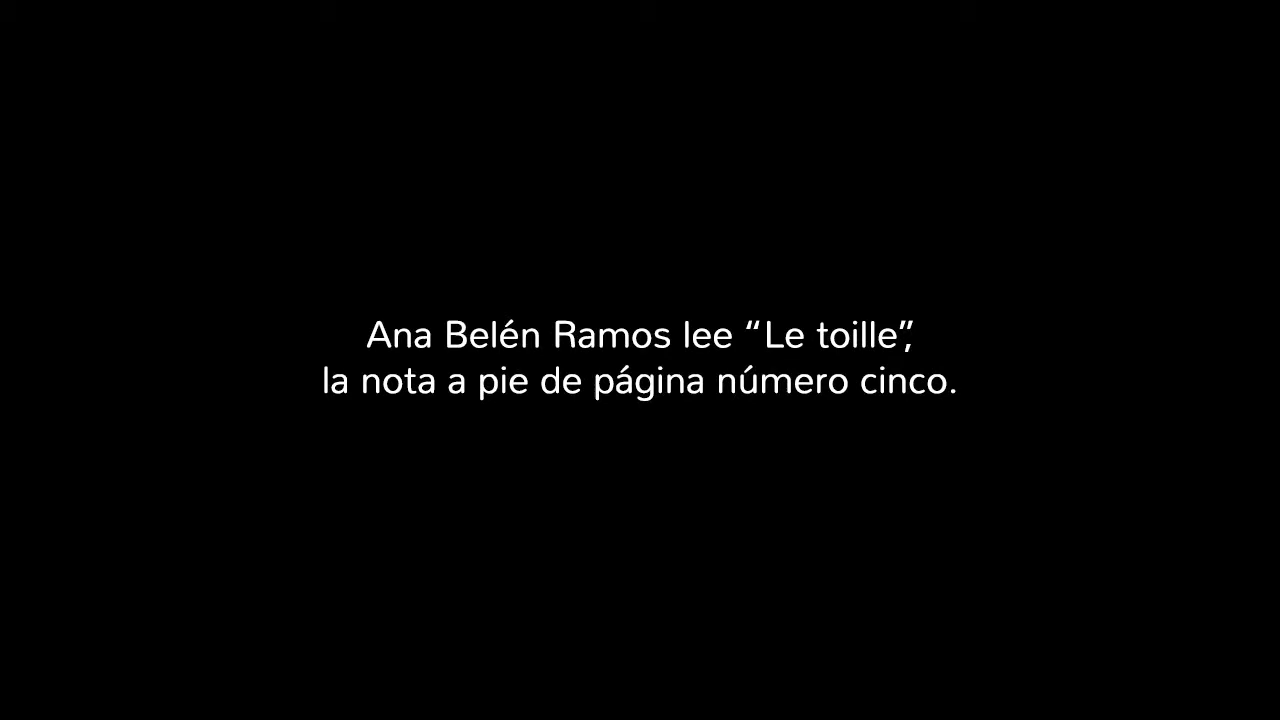 Ana Belén Ramos lee “Le toille”,
la nota a pie de página número cinco.